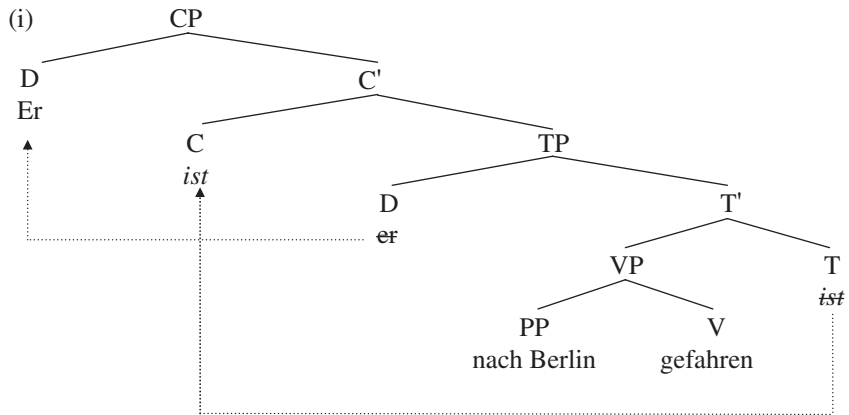 (i) CP
D C'
Er
C TP
ist
D T'
er
VP T
ist
PP V
nach Berlin gefahren